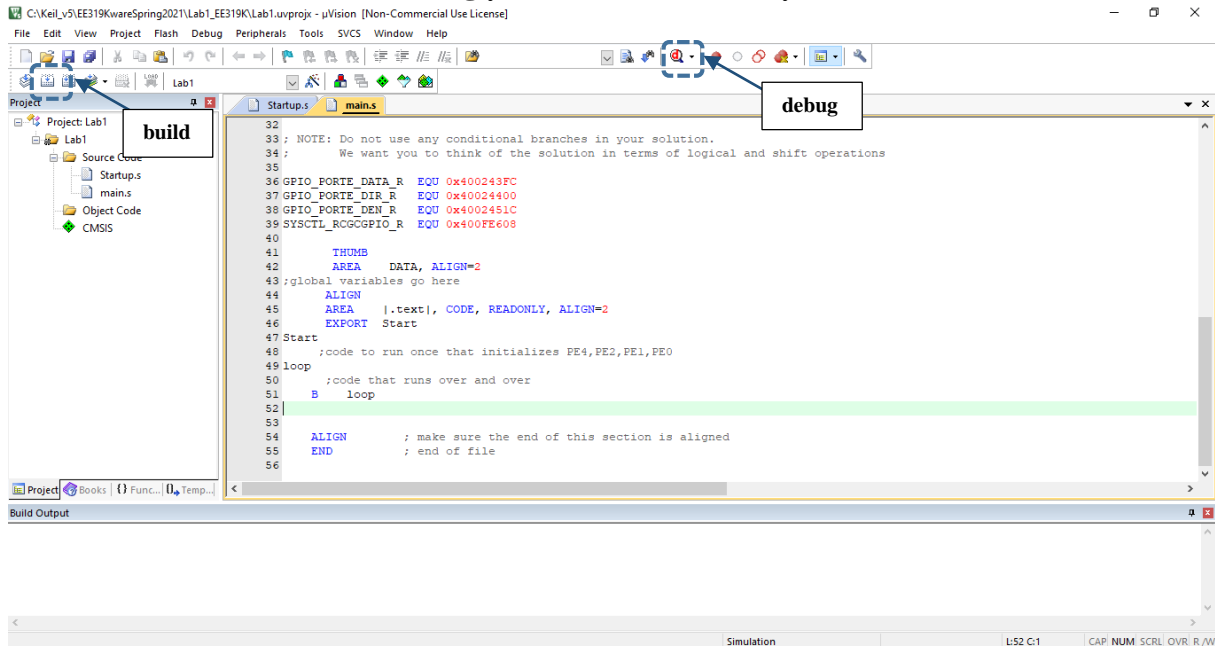 C:\Keil_v5\EE319KwareSpring2021\Lab1_EE319K\Lab1.uvprojx - µVision [Non-Commercial Use License]
File Edit View Project Flash Debug Peripherals Tools SVCS Window Help
LOAD Lab1
Project
Startup.s main.s
debug
build
Project: Lab1
Lab1
Source Code
Startup.s
main.s
Object Code
CMSIS
32
33 ; NOTE: Do not use any conditional branches in your solution.
34 ; We want you to think of the solution in terms of logical and shift operations
35
36 GPIO_PORTE_DATA_R EQU 0x400243FC
37 GPIO_PORTE_DIR_R EQU 0x40024400
38 GPIO_PORTE_DEN_R EQU 0x4002451C
39 SYSCTL_RCGCGPIO_R EQU 0x400FE608
40
41 THUMB
42 AREA DATA, ALIGN=2
43 ;global variables go here
44 ALIGN
45 AREA |.text|, CODE, READONLY, ALIGN=2
46 EXPORT Start
47 Start
48 ;code to run once that initializes PE4,PE2,PE1,PE0
49 loop
50 ;code that runs over and over
51 B loop
52
53
54 ALIGN ; make sure the end of this section is aligned
55 END ; end of file
56
Project Books {} Func... Temp...
Build Output
Simulation L:52 C:1 CAP NUM SCRL OVR R/W